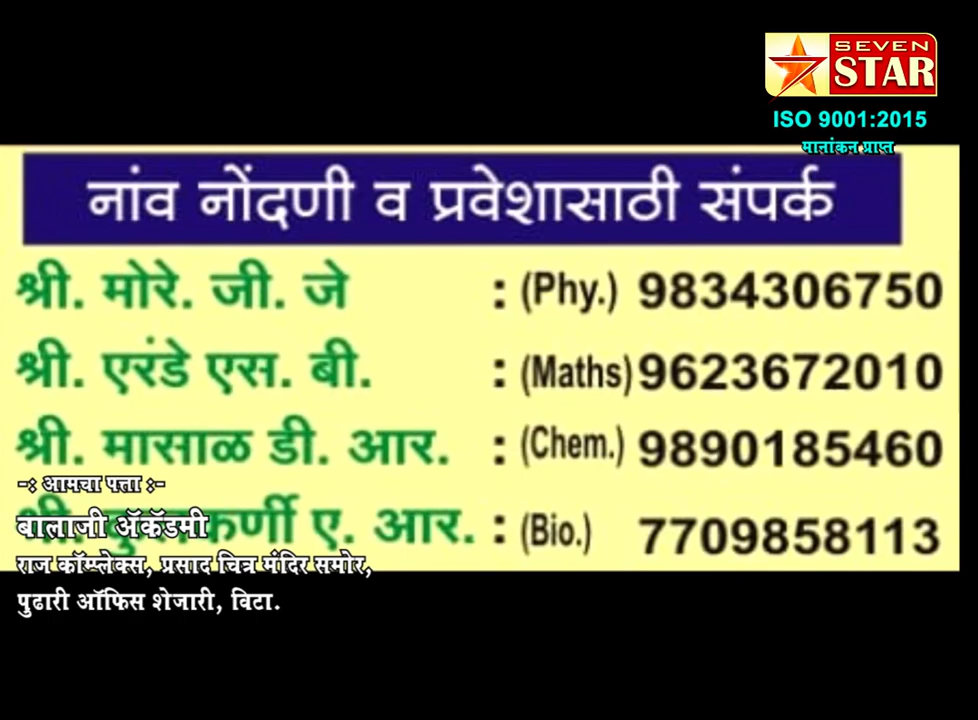 SEVEN
STAR
ISO 9001:2015
मानांकन प्राप्त
नांव नोंदणी व प्रवेशासाठी संपर्क
श्री. मोरे. जी. जे : (Phy.) 9834306750
श्री. एरंडे एस. बी. : (Maths) 9623672010
श्री. मासाळ डी. आर. : (Chem.) 9890185460
-: आमचा पत्ता :-
ए. आर. : (Bio.) 7709858113
बालाजी ॲकॅडमी
राज कॉम्लेक्स, प्रसाद चित्र मंदिर समोर,
पुढारी ऑफिस शेजारी, विटा.